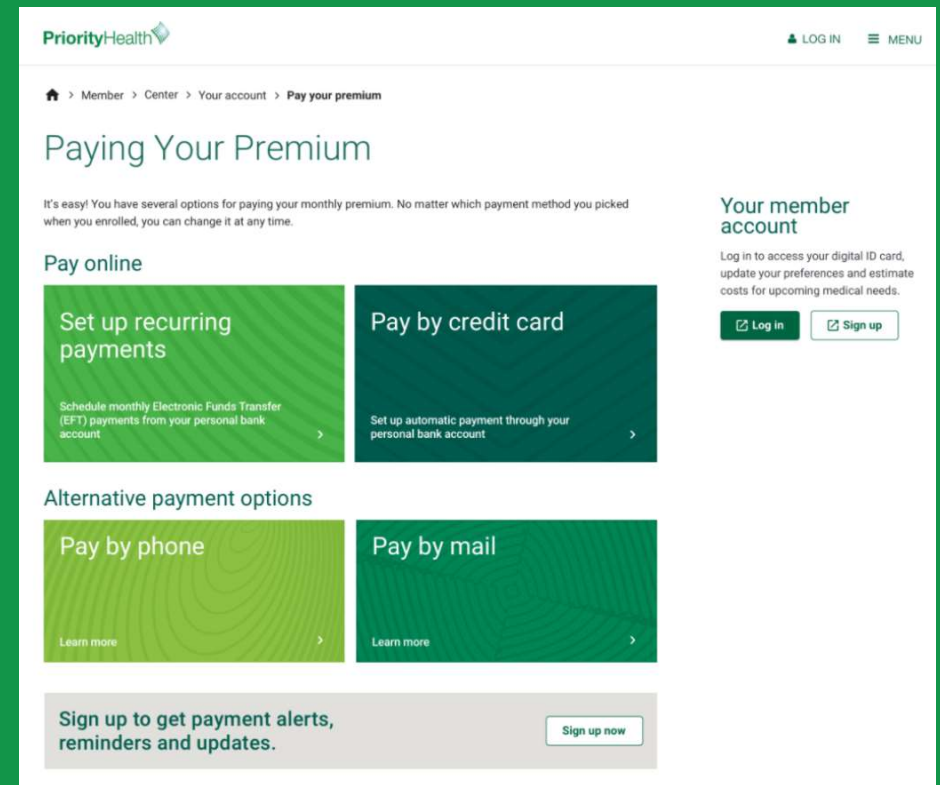 PriorityHealth
LOG IN
MENU
Member > Center > Your account > Pay your premium
Paying Your Premium
It's easy! You have several options for paying your monthly premium. No matter which payment method you picked
when you enrolled, you can change it at any time.
Pay online
Set up recurring
payments
Schedule monthly Electronic Funds Transfer
(EFT) payments from your personal bank
account
Pay by credit card
Set up automatic payment through your
personal bank account
Alternative payment options
Pay by phone
Learn more
Pay by mail
Learn more
Sign up to get payment alerts,
reminders and updates.
Sign up now
Your member
account
Log in to access your digital ID card,
update your preferences and estimate
costs for upcoming medical needs.
Log in
Sign up